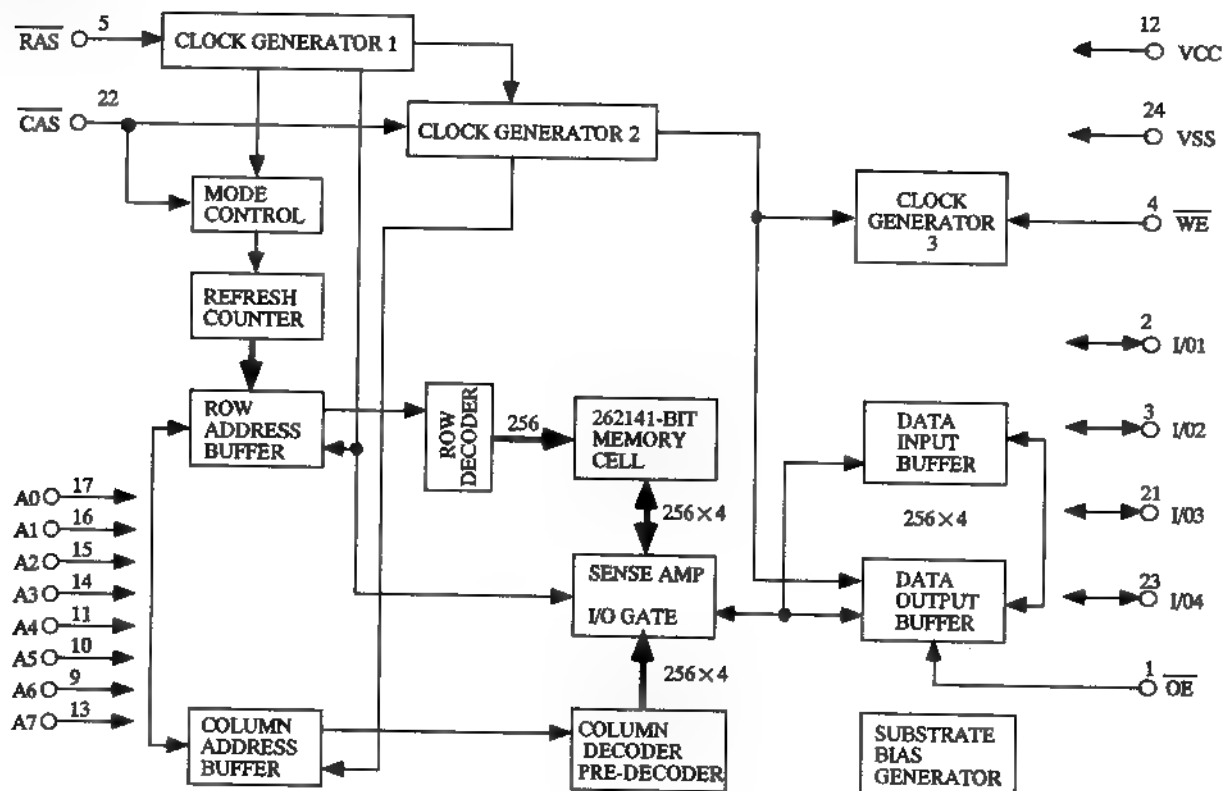 5
RAS
CLOCK GENERATOR 1
12
VCC
22
CAS
CLOCK GENERATOR 2
24
VSS
MODE
CONTROL
CLOCK
GENERATOR
3
4
WE
REFRESH
COUNTER
2
I/01
ROW
ADDRESS
BUFFER
ROW
DECODER
256
262141-BIT
MEMORY
CELL
DATA
INPUT
BUFFER
3
I/02
A0 17
A1 16
A2 15
A3 14
A4 11
A5 10
A6 9
A7 13
256×4
256×4
21
I/03
SENSE AMP
I/O GATE
DATA
OUTPUT
BUFFER
23
I/04
256×4
1
OE
COLUMN
ADDRESS
BUFFER
COLUMN
DECODER
PRE-DECODER
SUBSTRATE
BIAS
GENERATOR